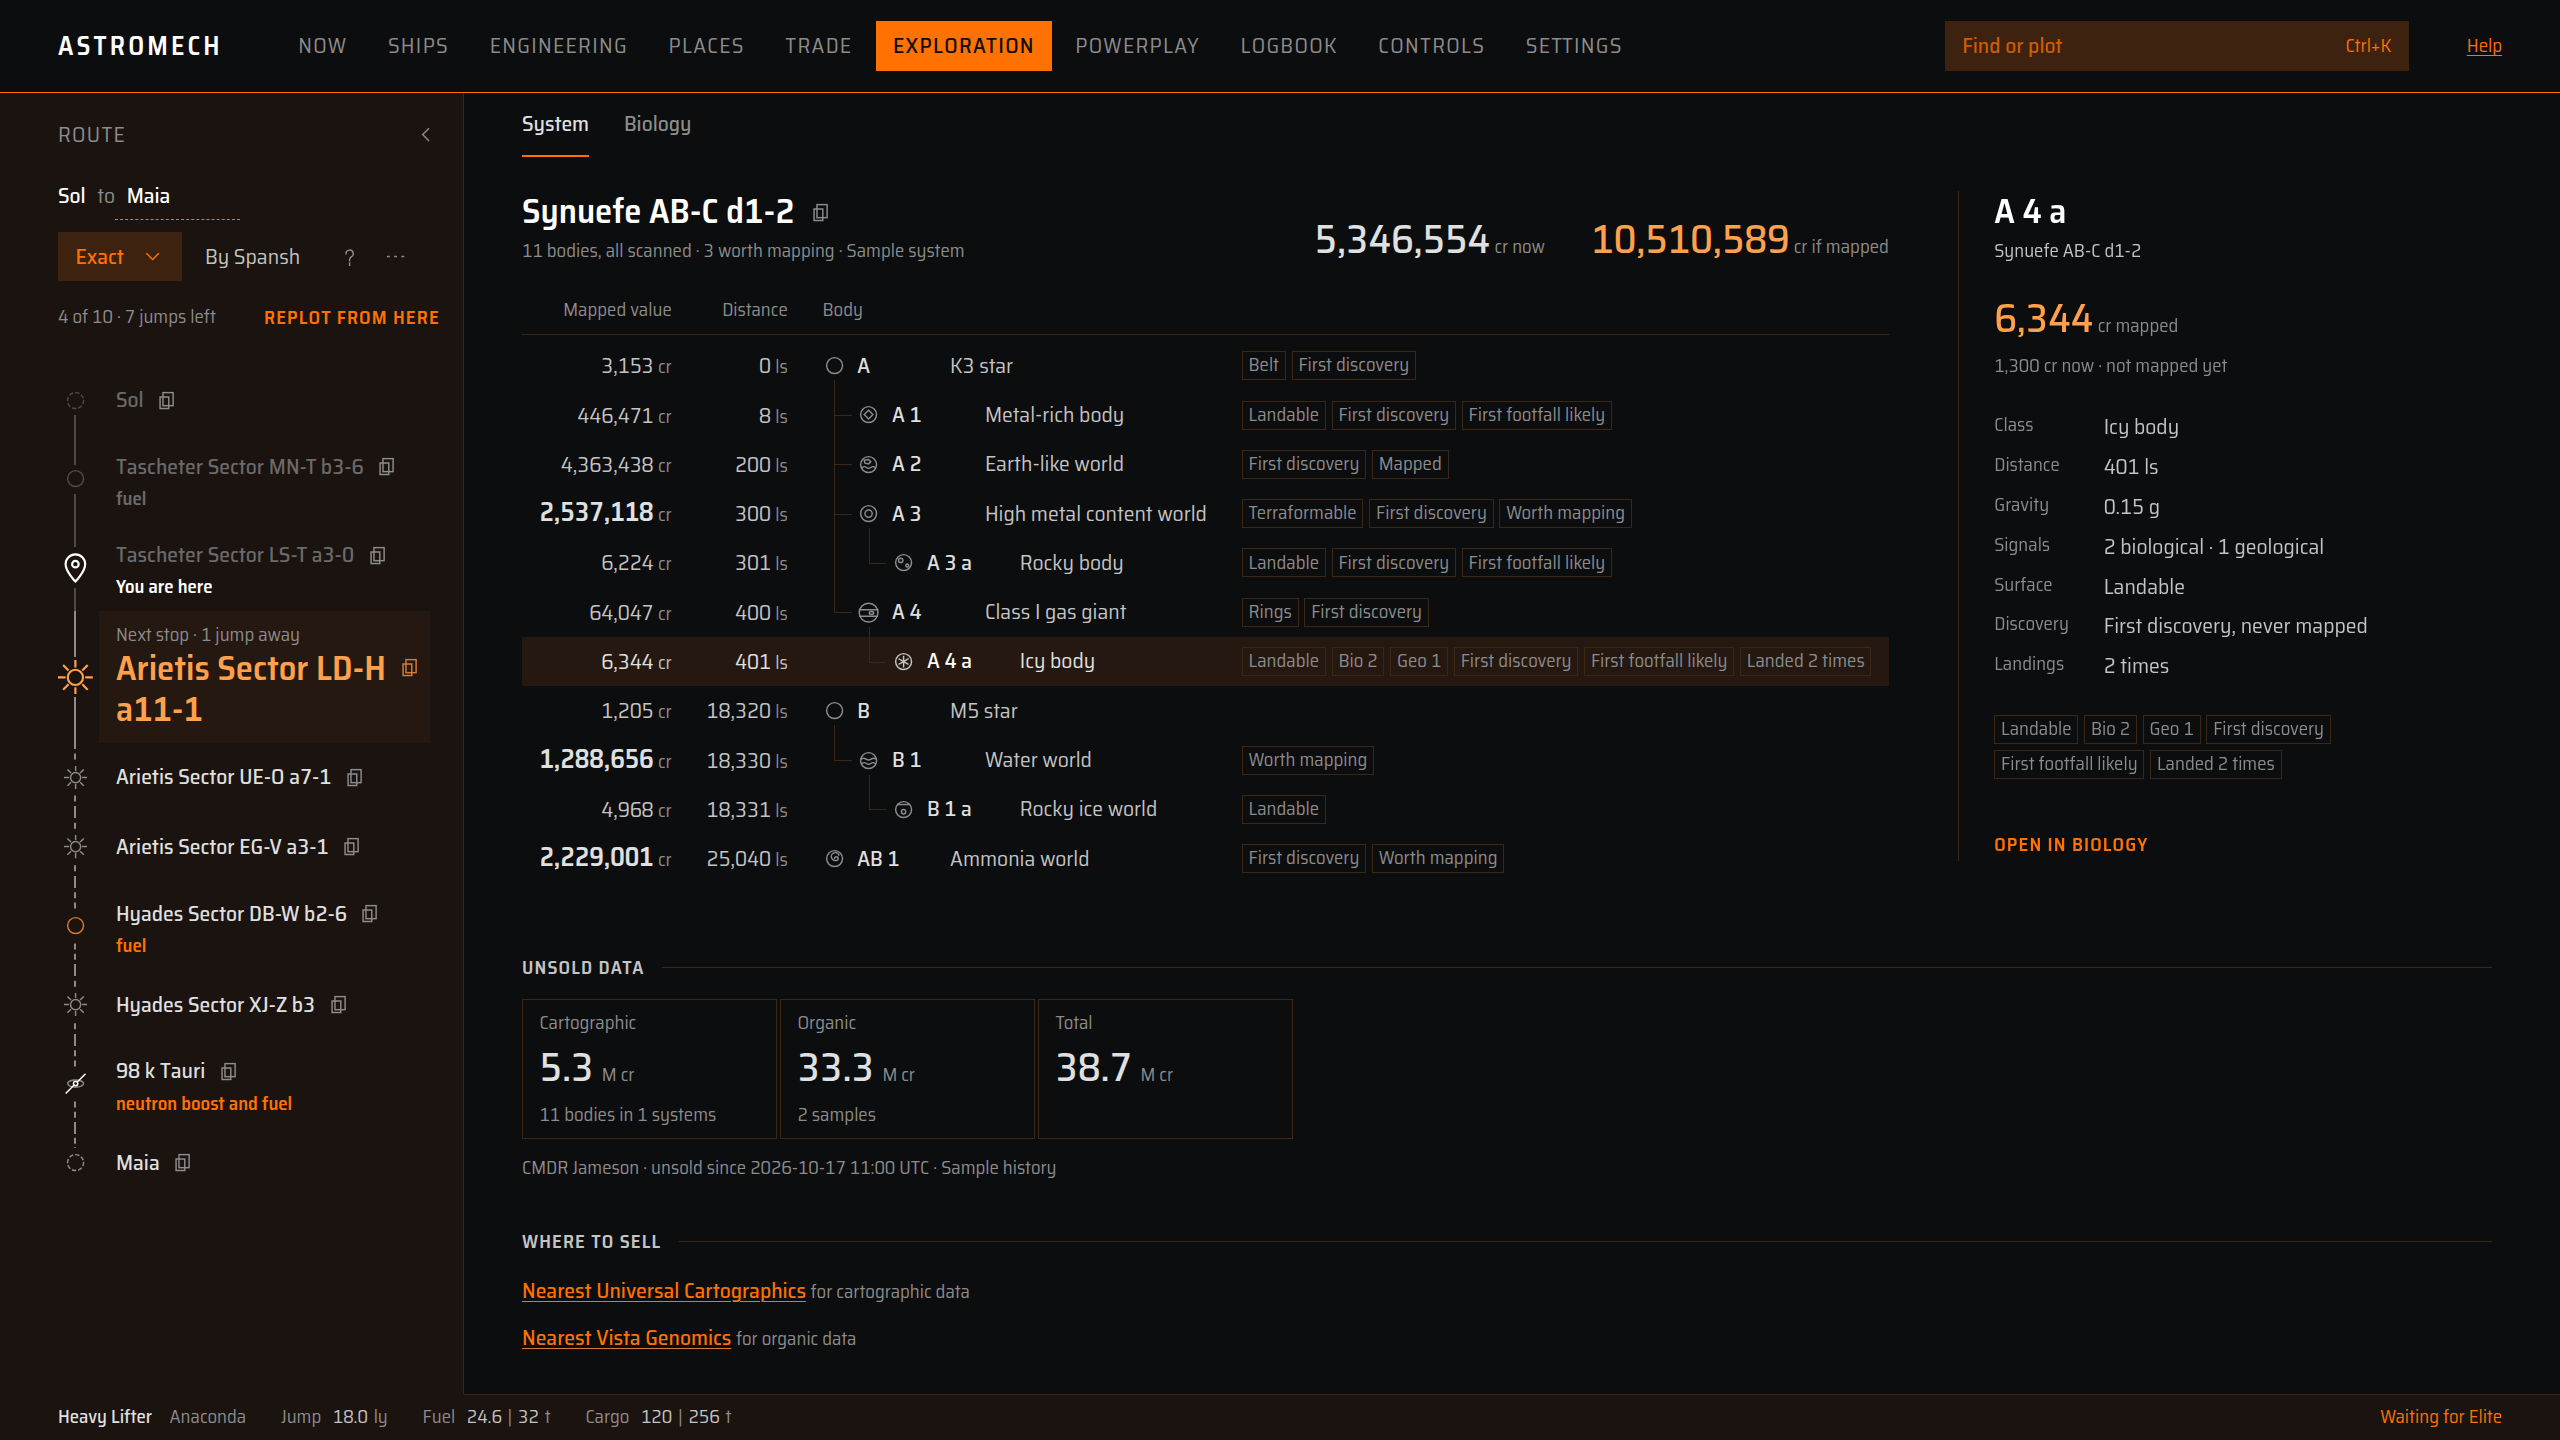 ASTROMECH NOW SHIPS ENGINEERING PLACES TRADE EXPLORATION POWERPLAY LOGBOOK CONTROLS SETTINGS Find or plot Ctrl+K Help
ROUTE
Sol to Maia
Exact By Spansh ? ···
4 of 10 · 7 jumps left REPLOT FROM HERE
Sol
Tascheter Sector MN-T b3-6
fuel
Tascheter Sector LS-T a3-0
You are here
Next stop · 1 jump away
Arietis Sector LD-H
a11-1
Arietis Sector UE-O a7-1
Arietis Sector EG-V a3-1
Hyades Sector DB-W b2-6
fuel
Hyades Sector XJ-Z b3
98 k Tauri
neutron boost and fuel
Maia
System Biology
Synuefe AB-C d1-2
11 bodies, all scanned · 3 worth mapping · Sample system
5,346,554 cr now 10,510,589 cr if mapped
Mapped value Distance Body
3,153 cr 0 ls A K3 star Belt First discovery
446,471 cr 8 ls A 1 Metal-rich body Landable First discovery First footfall likely
4,363,438 cr 200 ls A 2 Earth-like world First discovery Mapped
2,537,118 cr 300 ls A 3 High metal content world Terraformable First discovery Worth mapping
6,224 cr 301 ls A 3 a Rocky body Landable First discovery First footfall likely
64,047 cr 400 ls A 4 Class I gas giant Rings First discovery
6,344 cr 401 ls A 4 a Icy body Landable Bio 2 Geo 1 First discovery First footfall likely Landed 2 times
1,205 cr 18,320 ls B M5 star
1,288,656 cr 18,330 ls B 1 Water world Worth mapping
4,968 cr 18,331 ls B 1 a Rocky ice world Landable
2,229,001 cr 25,040 ls AB 1 Ammonia world First discovery Worth mapping
A 4 a
Synuefe AB-C d1-2
6,344 cr mapped
1,300 cr now · not mapped yet
Class Icy body
Distance 401 ls
Gravity 0.15 g
Signals 2 biological · 1 geological
Surface Landable
Discovery First discovery, never mapped
Landings 2 times
Landable Bio 2 Geo 1 First discovery
First footfall likely Landed 2 times
OPEN IN BIOLOGY
UNSOLD DATA
Cartographic Organic Total
5.3 M cr 33.3 M cr 38.7 M cr
11 bodies in 1 systems 2 samples
CMDR Jameson · unsold since 2026-10-17 11:00 UTC · Sample history
WHERE TO SELL
Nearest Universal Cartographics for cartographic data
Nearest Vista Genomics for organic data
Heavy Lifter Anaconda Jump 18.0 ly Fuel 24.6 | 32 t Cargo 120 | 256 t Waiting for Elite